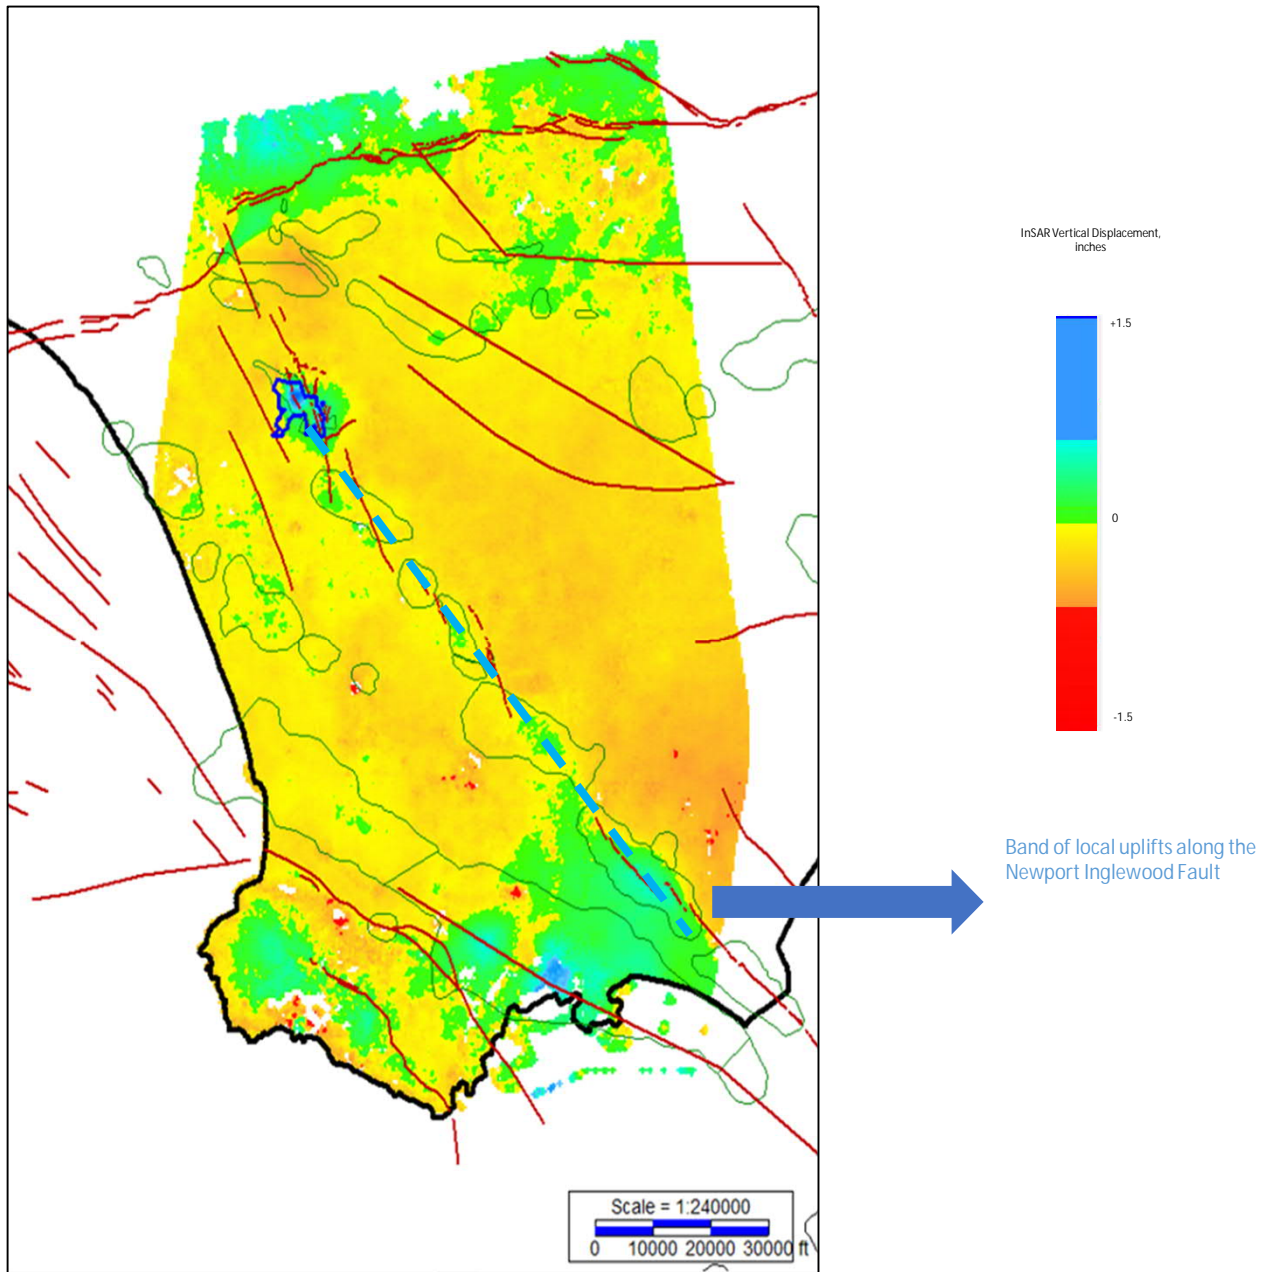 InSAR Vertical Displacement,
inches
+1.5
0
-1.5
Band of local uplifts along the
Newport Inglewood Fault
Scale = 1:240000
0 10000 20000 30000 ft